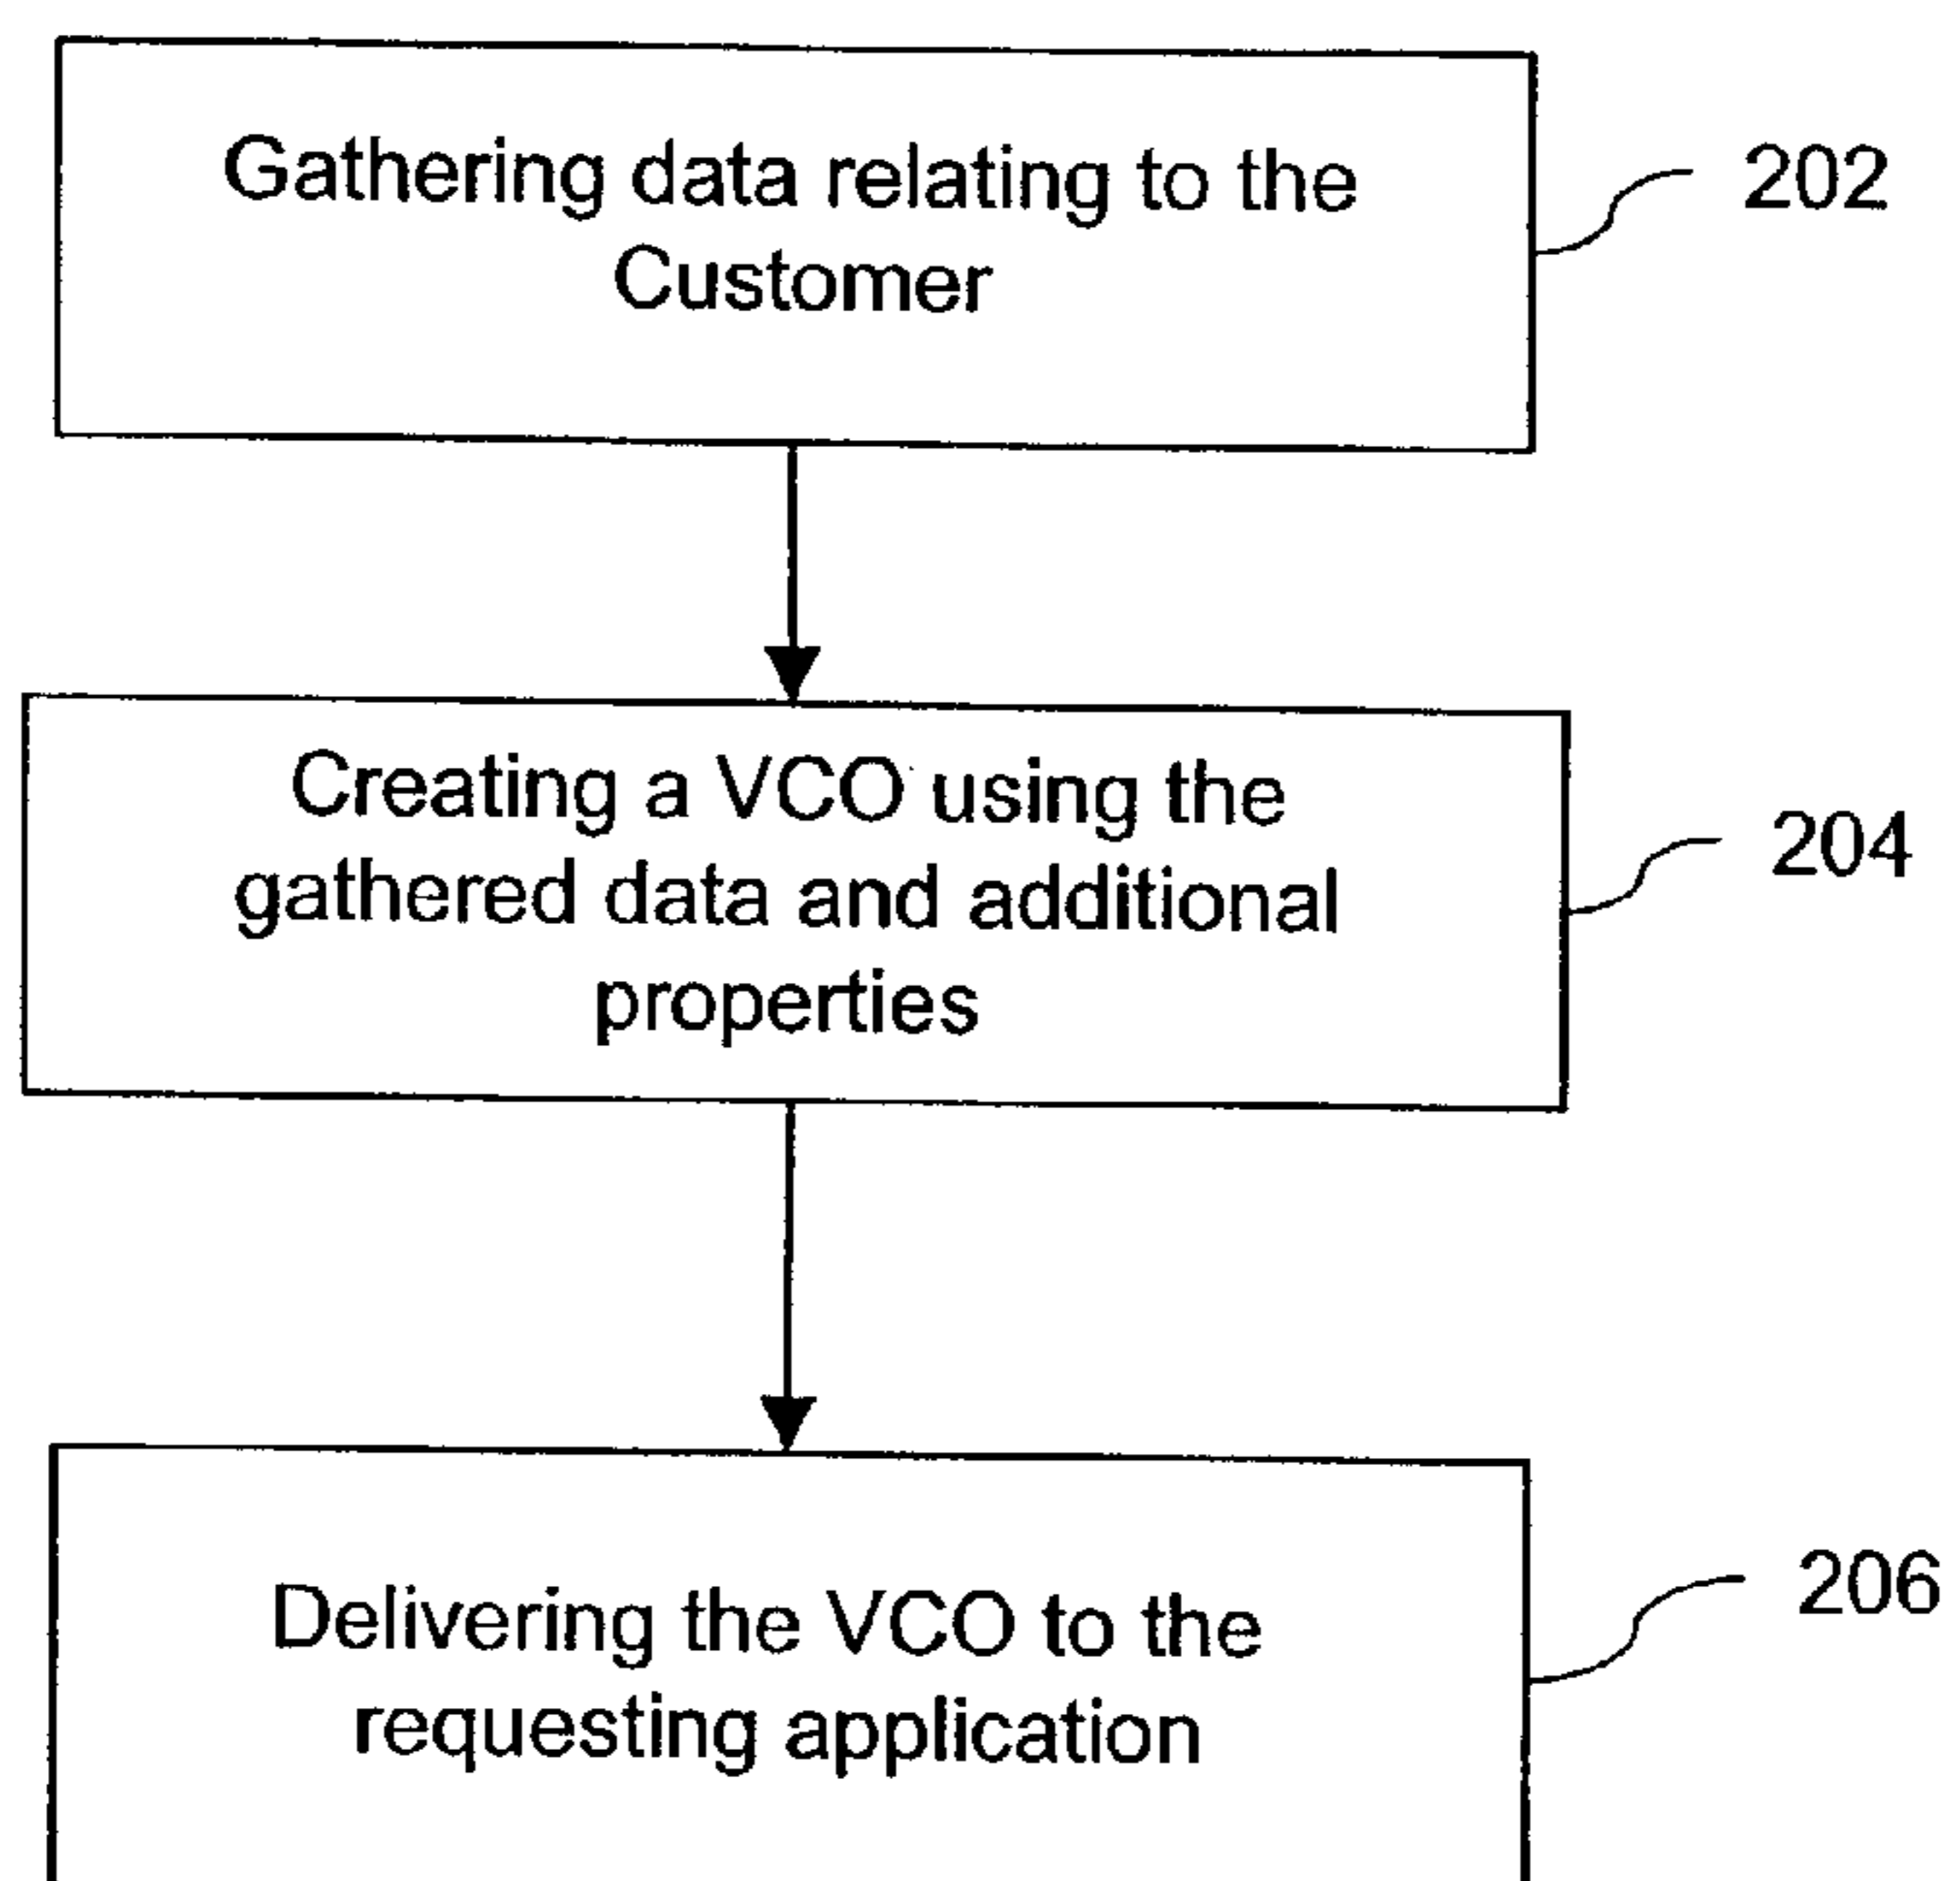 Gathering data relating to the
Customer
202
Creating a VCO using the
gathered data and additional
properties
204
Delivering the VCO to the
requesting application
206